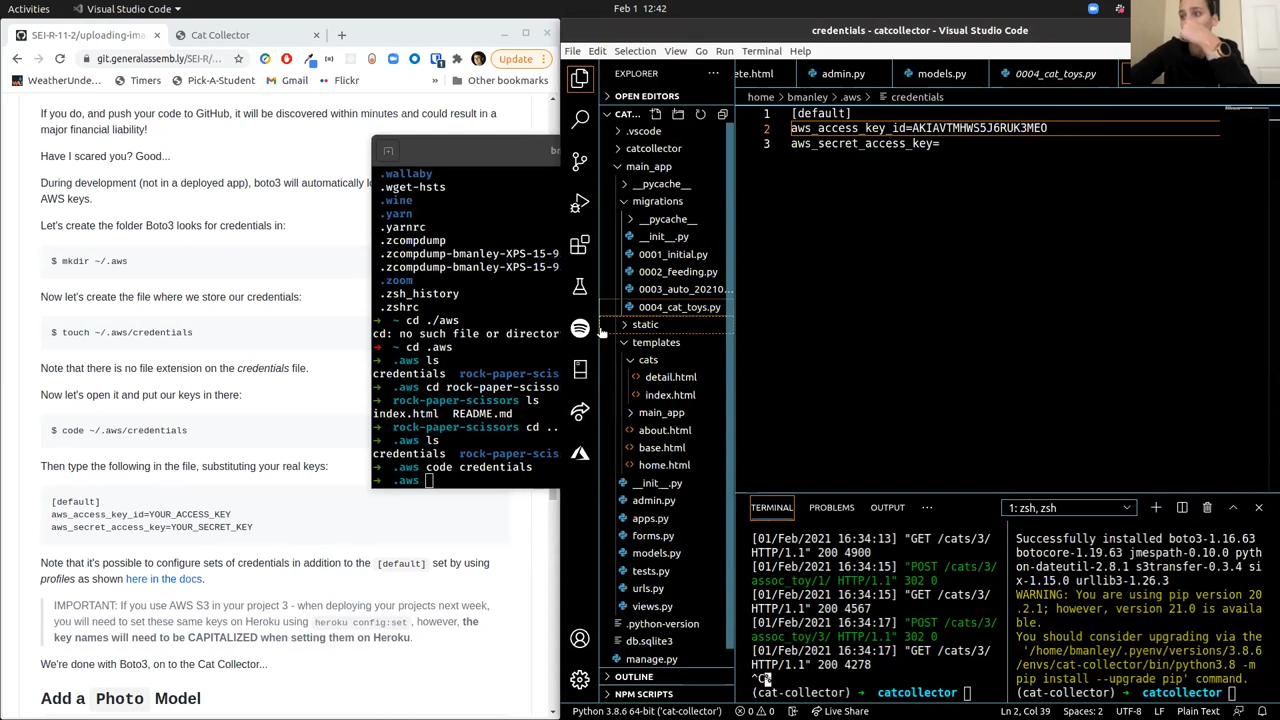 Activities
Visual Studio Code
Feb 1 12:42
SEI-R-11-2/uploading-ima
Cat Collector
git.generalassemb.ly/SEI-R/
Update
WeatherUnde...
Timers
Pick-A-Student
Gmail
Flickr
Other bookmarks
If you do, and push your code to GitHub, it will be discovered within minutes and could result in a
major financial liability!
Have I scared you? Good...
During development (not in a deployed app), boto3 will automatically lo
AWS keys.
Let's create the folder Boto3 looks for credentials in:
$ mkdir ~/.aws
Now let's create the file where we store our credentials:
$ touch ~/.aws/credentials
Note that there is no file extension on the credentials file.
Now let's open it and put our keys in there:
$ code ~/.aws/credentials
Then type the following in the file, substituting your real keys:
[default]
aws_access_key_id=YOUR_ACCESS_KEY
aws_secret_access_key=YOUR_SECRET_KEY
Note that it's possible to configure sets of credentials in addition to the [default] set by using
profiles as shown here in the docs.
IMPORTANT: If you use AWS S3 in your project 3 - when deploying your projects next week,
you will need to set these same keys on Heroku using heroku config:set, however, the
key names will need to be CAPITALIZED when setting them on Heroku.
We're done with Boto3, on to the Cat Collector...
Add a Photo Model
bm
.wallaby
.wget-hsts
.wine
.yarn
.yarnrc
.zcompdump
.zcompdump-bmanley-XPS-15-9
.zcompdump-bmanley-XPS-15-9
.zoom
.zsh_history
.zshrc
→ ~ cd ./aws
cd: no such file or director
→ ~ cd .aws
→ .aws ls
credentials rock-paper-sciss
→ .aws cd rock-paper-scisso
→ rock-paper-scissors ls
index.html README.md
→ rock-paper-scissors cd ..
→ .aws ls
credentials rock-paper-sciss
→ .aws code credentials
→ .aws
credentials - catcollector - Visual Studio Code
File Edit Selection View Go Run Terminal Help
EXPLORER
OPEN EDITORS
CAT...
.vscode
catcollector
main_app
__pycache__
migrations
__pycache__
__init__.py
0001_initial.py
0002_feeding.py
0003_auto_20210...
0004_cat_toys.py
static
templates
cats
detail.html
index.html
main_app
about.html
base.html
home.html
__init__.py
admin.py
apps.py
forms.py
models.py
tests.py
urls.py
views.py
.python-version
db.sqlite3
manage.py
OUTLINE
NPM SCRIPTS
ete.html
admin.py
models.py
0004_cat_toys.py
home > bmanley > .aws > credentials
1 [default]
2 aws_access_key_id=AKIAVTMHWS5J6RUK3MEO
3 aws_secret_access_key=
TERMINAL PROBLEMS OUTPUT ...
1: zsh, zsh
[01/Feb/2021 16:34:13] "GET /cats/3/
HTTP/1.1" 200 4900
[01/Feb/2021 16:34:15] "POST /cats/3/
assoc_toy/1/ HTTP/1.1" 302 0
[01/Feb/2021 16:34:15] "GET /cats/3/
HTTP/1.1" 200 4567
[01/Feb/2021 16:34:17] "POST /cats/3/
assoc_toy/3/ HTTP/1.1" 302 0
[01/Feb/2021 16:34:17] "GET /cats/3/
HTTP/1.1" 200 4278
(cat-collector) → catcollector
Successfully installed boto3-1.16.63
botocore-1.19.63 jmespath-0.10.0 pyth
on-dateutil-2.8.1 s3transfer-0.3.4 si
x-1.15.0 urllib3-1.26.3
WARNING: You are using pip version 20
.2.1; however, version 21.0 is availa
ble.
You should consider upgrading via the
'/home/bmanley/.pyenv/versions/3.8.6
/envs/cat-collector/bin/python3.8 -m
pip install --upgrade pip' command.
(cat-collector) → catcollector
Python 3.8.6 64-bit ('cat-collector')
0 0
Live Share
Ln 2, Col 39
Spaces: 2
UTF-8
LF
Plain Text